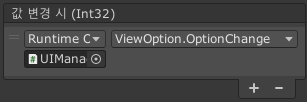 값 변경 시 (Int32)
Runtime C ViewOption.OptionChange
UIMana
+ −